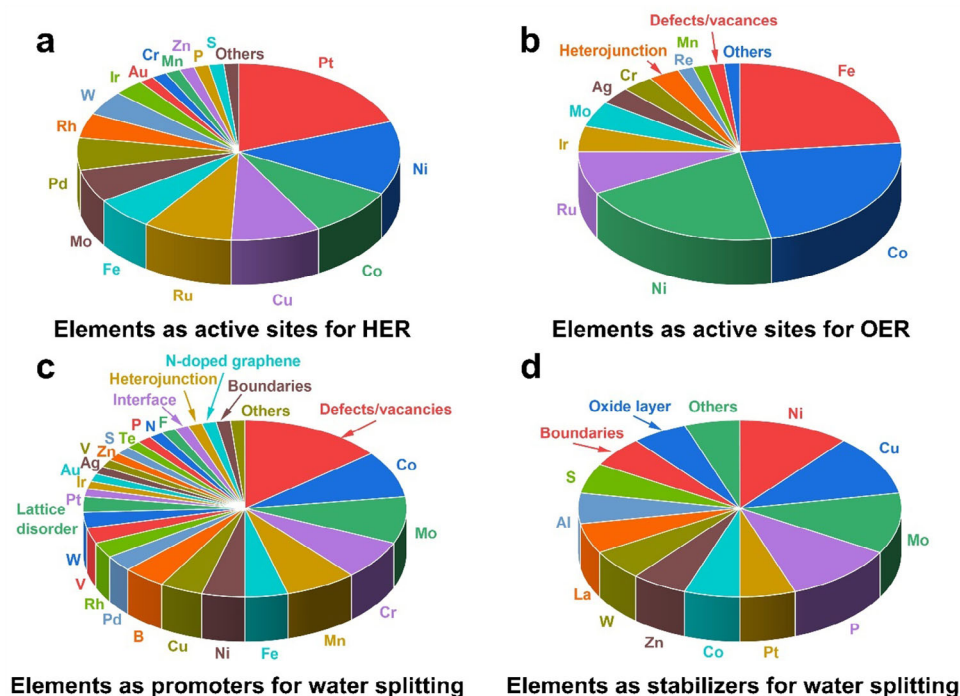 a
Pt
Ni
Co
Cu
Ru
Fe
Mo
Pd
Rh
W
Ir
Au
Cr
Mn
Zn
P
S
Others
Elements as active sites for HER
b
Fe
Co
Ni
Ru
Ir
Mo
Ag
Cr
Heterojunction
Re
Mn
Defects/vacancies
Others
Elements as active sites for OER
c
Defects/vacancies
Co
Mo
Cr
Mn
Fe
Ni
Cu
B
Pd
Rh
V
W
Lattice
disorder
Pt
Ir
Au
Ag
V
Zn
S
Te
P
N
F
Interface
Heterojunction
N-doped graphene
Boundaries
Others
Elements as promoters for water splitting
d
Ni
Cu
Mo
P
Pt
Co
Zn
W
La
Al
S
Boundaries
Oxide layer
Others
Elements as stabilizers for water splitting